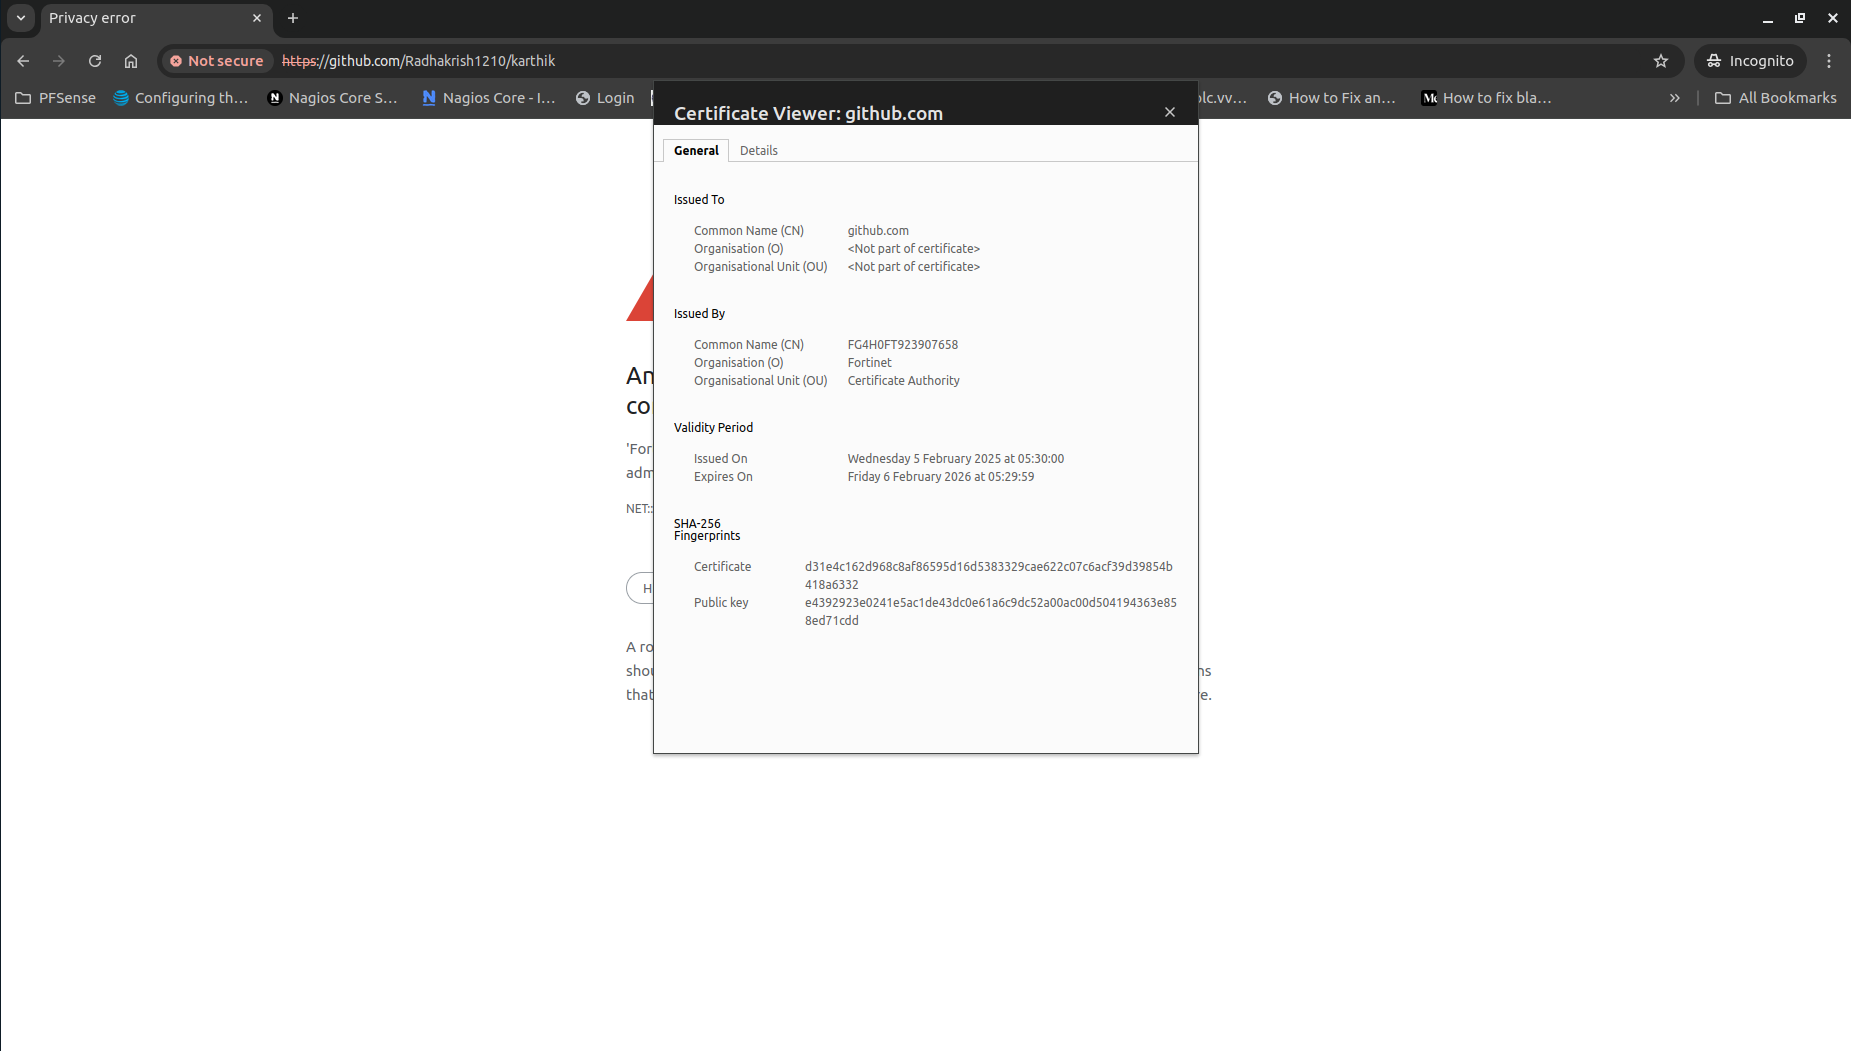 Privacy error
Not secure https://github.com/Radhakrish1210/karthik Incognito
PFSense Configuring th... Nagios Core S... Nagios Core - I... Login olc.vv... How to Fix an... How to fix bla... » All Bookmarks
Certificate Viewer: github.com
General Details
Issued To
Common Name (CN) github.com
Organisation (O) <Not part of certificate>
Organisational Unit (OU) <Not part of certificate>
Issued By
Common Name (CN) FG4H0FT923907658
Organisation (O) Fortinet
Organisational Unit (OU) Certificate Authority
Validity Period
Issued On Wednesday 5 February 2025 at 05:30:00
Expires On Friday 6 February 2026 at 05:29:59
SHA-256
Fingerprints
Certificate d31e4c162d968c8af86595d16d5383329cae622c07c6acf39d39854b
418a6332
Public key e4392923e0241e5ac1de43dc0e61a6c9dc52a00ac00d504194363e85
8ed71cdd
An
co
'For
adm
NET::
H
A ro
shou ns
that re.